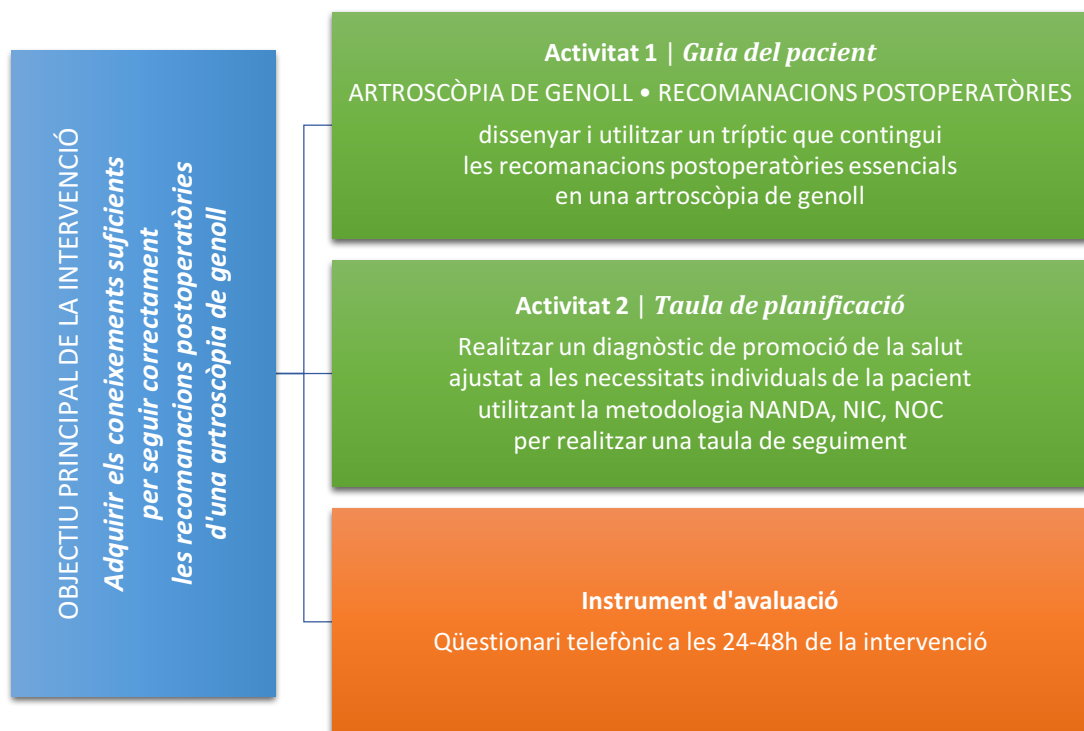 OBJECTIU PRINCIPAL DE LA INTERVENCIÓ
Adquirir els coneixements suficients
per seguir correctament
les recomanacions postoperatòries
d'una artroscòpia de genoll
Activitat 1 | Guia del pacient
ARTROSCÒPIA DE GENOLL • RECOMANACIONS POSTOPERATÒRIES
dissenyar i utilitzar un tríptic que contingui
les recomanacions postoperatòries essencials
en una artroscòpia de genoll
Activitat 2 | Taula de planificació
Realitzar un diagnòstic de promoció de la salut
ajustat a les necessitats individuals de la pacient
utilitzant la metodologia NANDA, NIC, NOC
per realitzar una taula de seguiment
Instrument d'avaluació
Qüestionari telefònic a les 24-48h de la intervenció